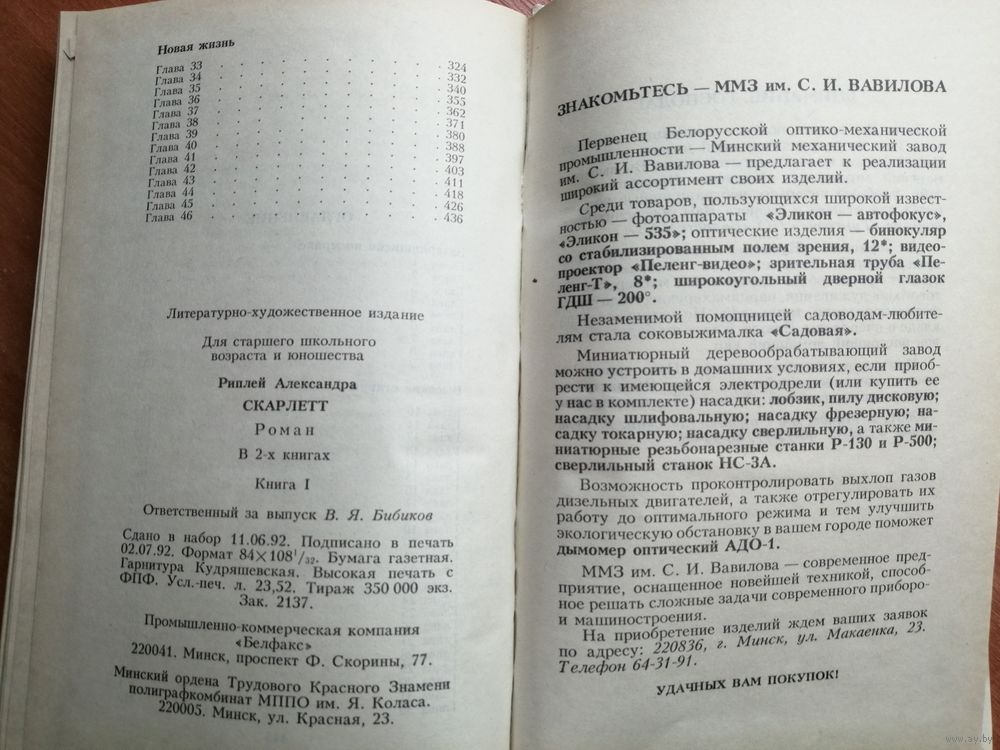 Новая жизнь
Глава 33 . . . . . . . . . . . 324
Глава 34 . . . . . . . . . . . 332
Глава 35 . . . . . . . . . . . 340
Глава 36 . . . . . . . . . . . 355
Глава 37 . . . . . . . . . . . 362
Глава 38 . . . . . . . . . . . 371
Глава 39 . . . . . . . . . . . 380
Глава 40 . . . . . . . . . . . 388
Глава 41 . . . . . . . . . . . 397
Глава 42 . . . . . . . . . . . 403
Глава 43 . . . . . . . . . . . 411
Глава 44 . . . . . . . . . . . 418
Глава 45 . . . . . . . . . . . 426
Глава 46 . . . . . . . . . . . 436
Литературно-художественное издание
Для старшего школьного
возраста и юношества
Риплей Александра
СКАРЛЕТТ
Роман
В 2-х книгах
Книга I
Ответственный за выпуск В. Я. Бибиков
Сдано в набор 11.06.92. Подписано в печать
02.07.92. Формат 84×108 1/32. Бумага газетная.
Гарнитура Кудряшевская. Высокая печать с
ФПФ. Усл.-печ. л. 23,52. Тираж 350 000 экз.
Зак. 2137.
Промышленно-коммерческая компания
«Белфакс»
220041. Минск, проспект Ф. Скорины, 77.
Минский ордена Трудового Красного Знамени
полиграфкомбинат МППО им. Я. Коласа.
220005. Минск, ул. Красная, 23.
ЗНАКОМЬТЕСЬ — ММЗ им. С. И. ВАВИЛОВА
Первенец Белорусской оптико-механической
промышленности — Минский механический завод
им. С. И. Вавилова — предлагает к реализации
широкий ассортимент своих изделий.
Среди товаров, пользующихся широкой извест-
ностью — фотоаппараты «Эликон — автофокус»,
«Эликон — 535»; оптические изделия — бинокуляр
со стабилизированным полем зрения, 12*; видео-
проектор «Пеленг-видео»; зрительная труба «Пе-
ленг-Т», 8*; широкоугольный дверной глазок
ГДШ — 200°.
Незаменимой помощницей садоводам-любите-
лям стала соковыжималка «Садовая».
Миниатюрный деревообрабатывающий завод
можно устроить в домашних условиях, если приоб-
рести к имеющейся электродрели (или купить ее
у нас в комплекте) насадки: лобзик, пилу дисковую;
насадку шлифовальную; насадку фрезерную; на-
садку токарную; насадку сверлильную, а также ми-
ниатюрные резьбонарезные станки Р-130 и Р-500;
сверлильный станок НС-3А.
Возможность проконтролировать выхлоп газов
дизельных двигателей, а также отрегулировать их
работу до оптимального режима и тем улучшить
экологическую обстановку в вашем городе поможет
дымомер оптический АДО-1.
ММЗ им. С. И. Вавилова — современное пред-
приятие, оснащенное новейшей техникой, способ-
ное решать сложные задачи современного приборо-
и машиностроения.
На приобретение изделий ждем ваших заявок
по адресу: 220836, г. Минск, ул. Макаенка, 23.
Телефон 64-31-91.
УДАЧНЫХ ВАМ ПОКУПОК!
www.ay.by